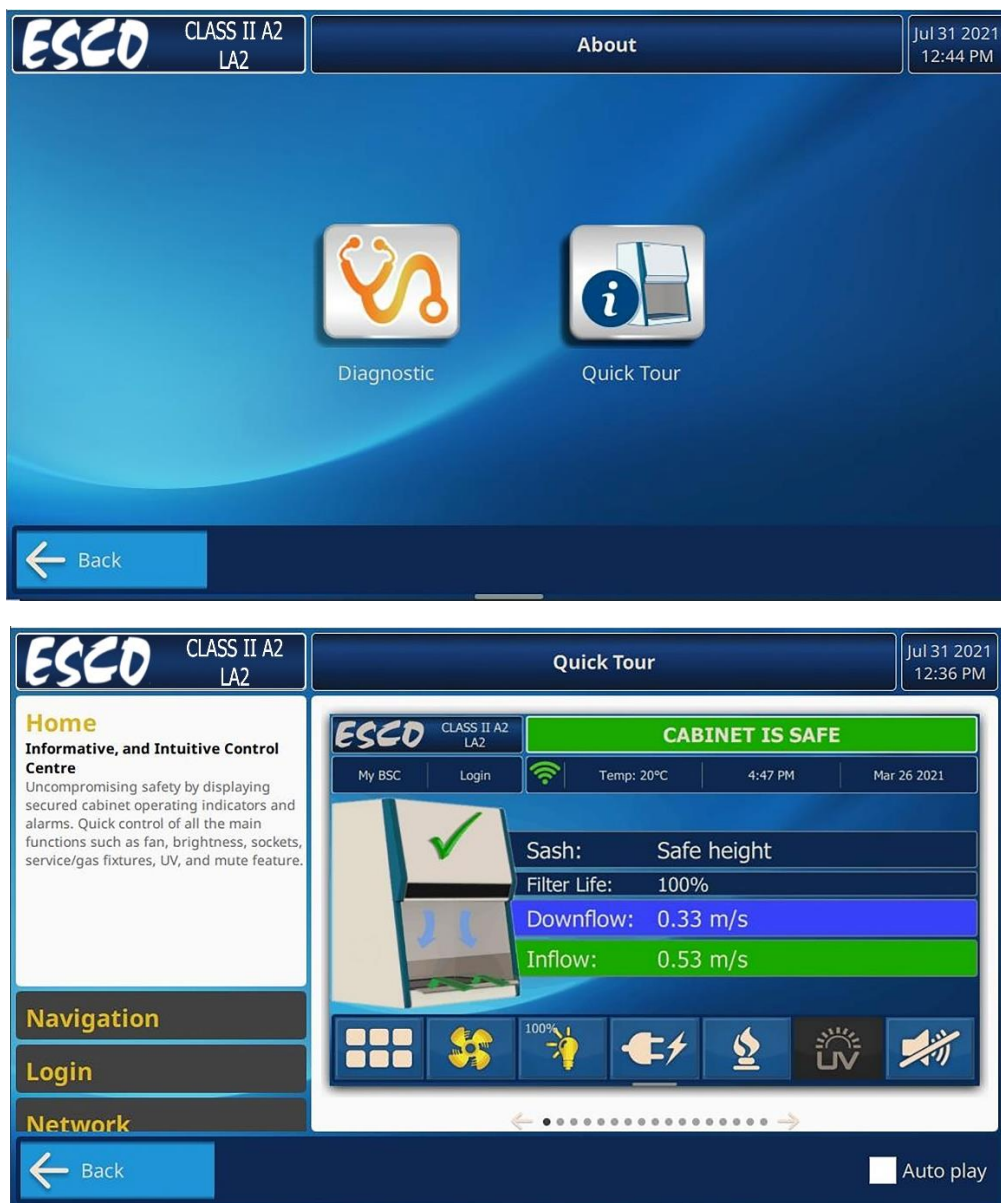 ESCO
CLASS II A2
LA2
About
Jul 31 2021
12:44 PM
Diagnostic
Quick Tour
Back
ESCO
CLASS II A2
LA2
Quick Tour
Jul 31 2021
12:36 PM
Home
Informative, and Intuitive Control
Centre
Uncompromising safety by displaying
secured cabinet operating indicators and
alarms. Quick control of all the main
functions such as fan, brightness, sockets,
service/gas fixtures, UV, and mute feature.
Navigation
Login
Network
ESCO
CLASS II A2
LA2
CABINET IS SAFE
My BSC
Login
Temp: 20°C
4:47 PM
Mar 26 2021
Sash: Safe height
Filter Life: 100%
Downflow: 0.33 m/s
Inflow: 0.53 m/s
100%
UV
Back
Auto play